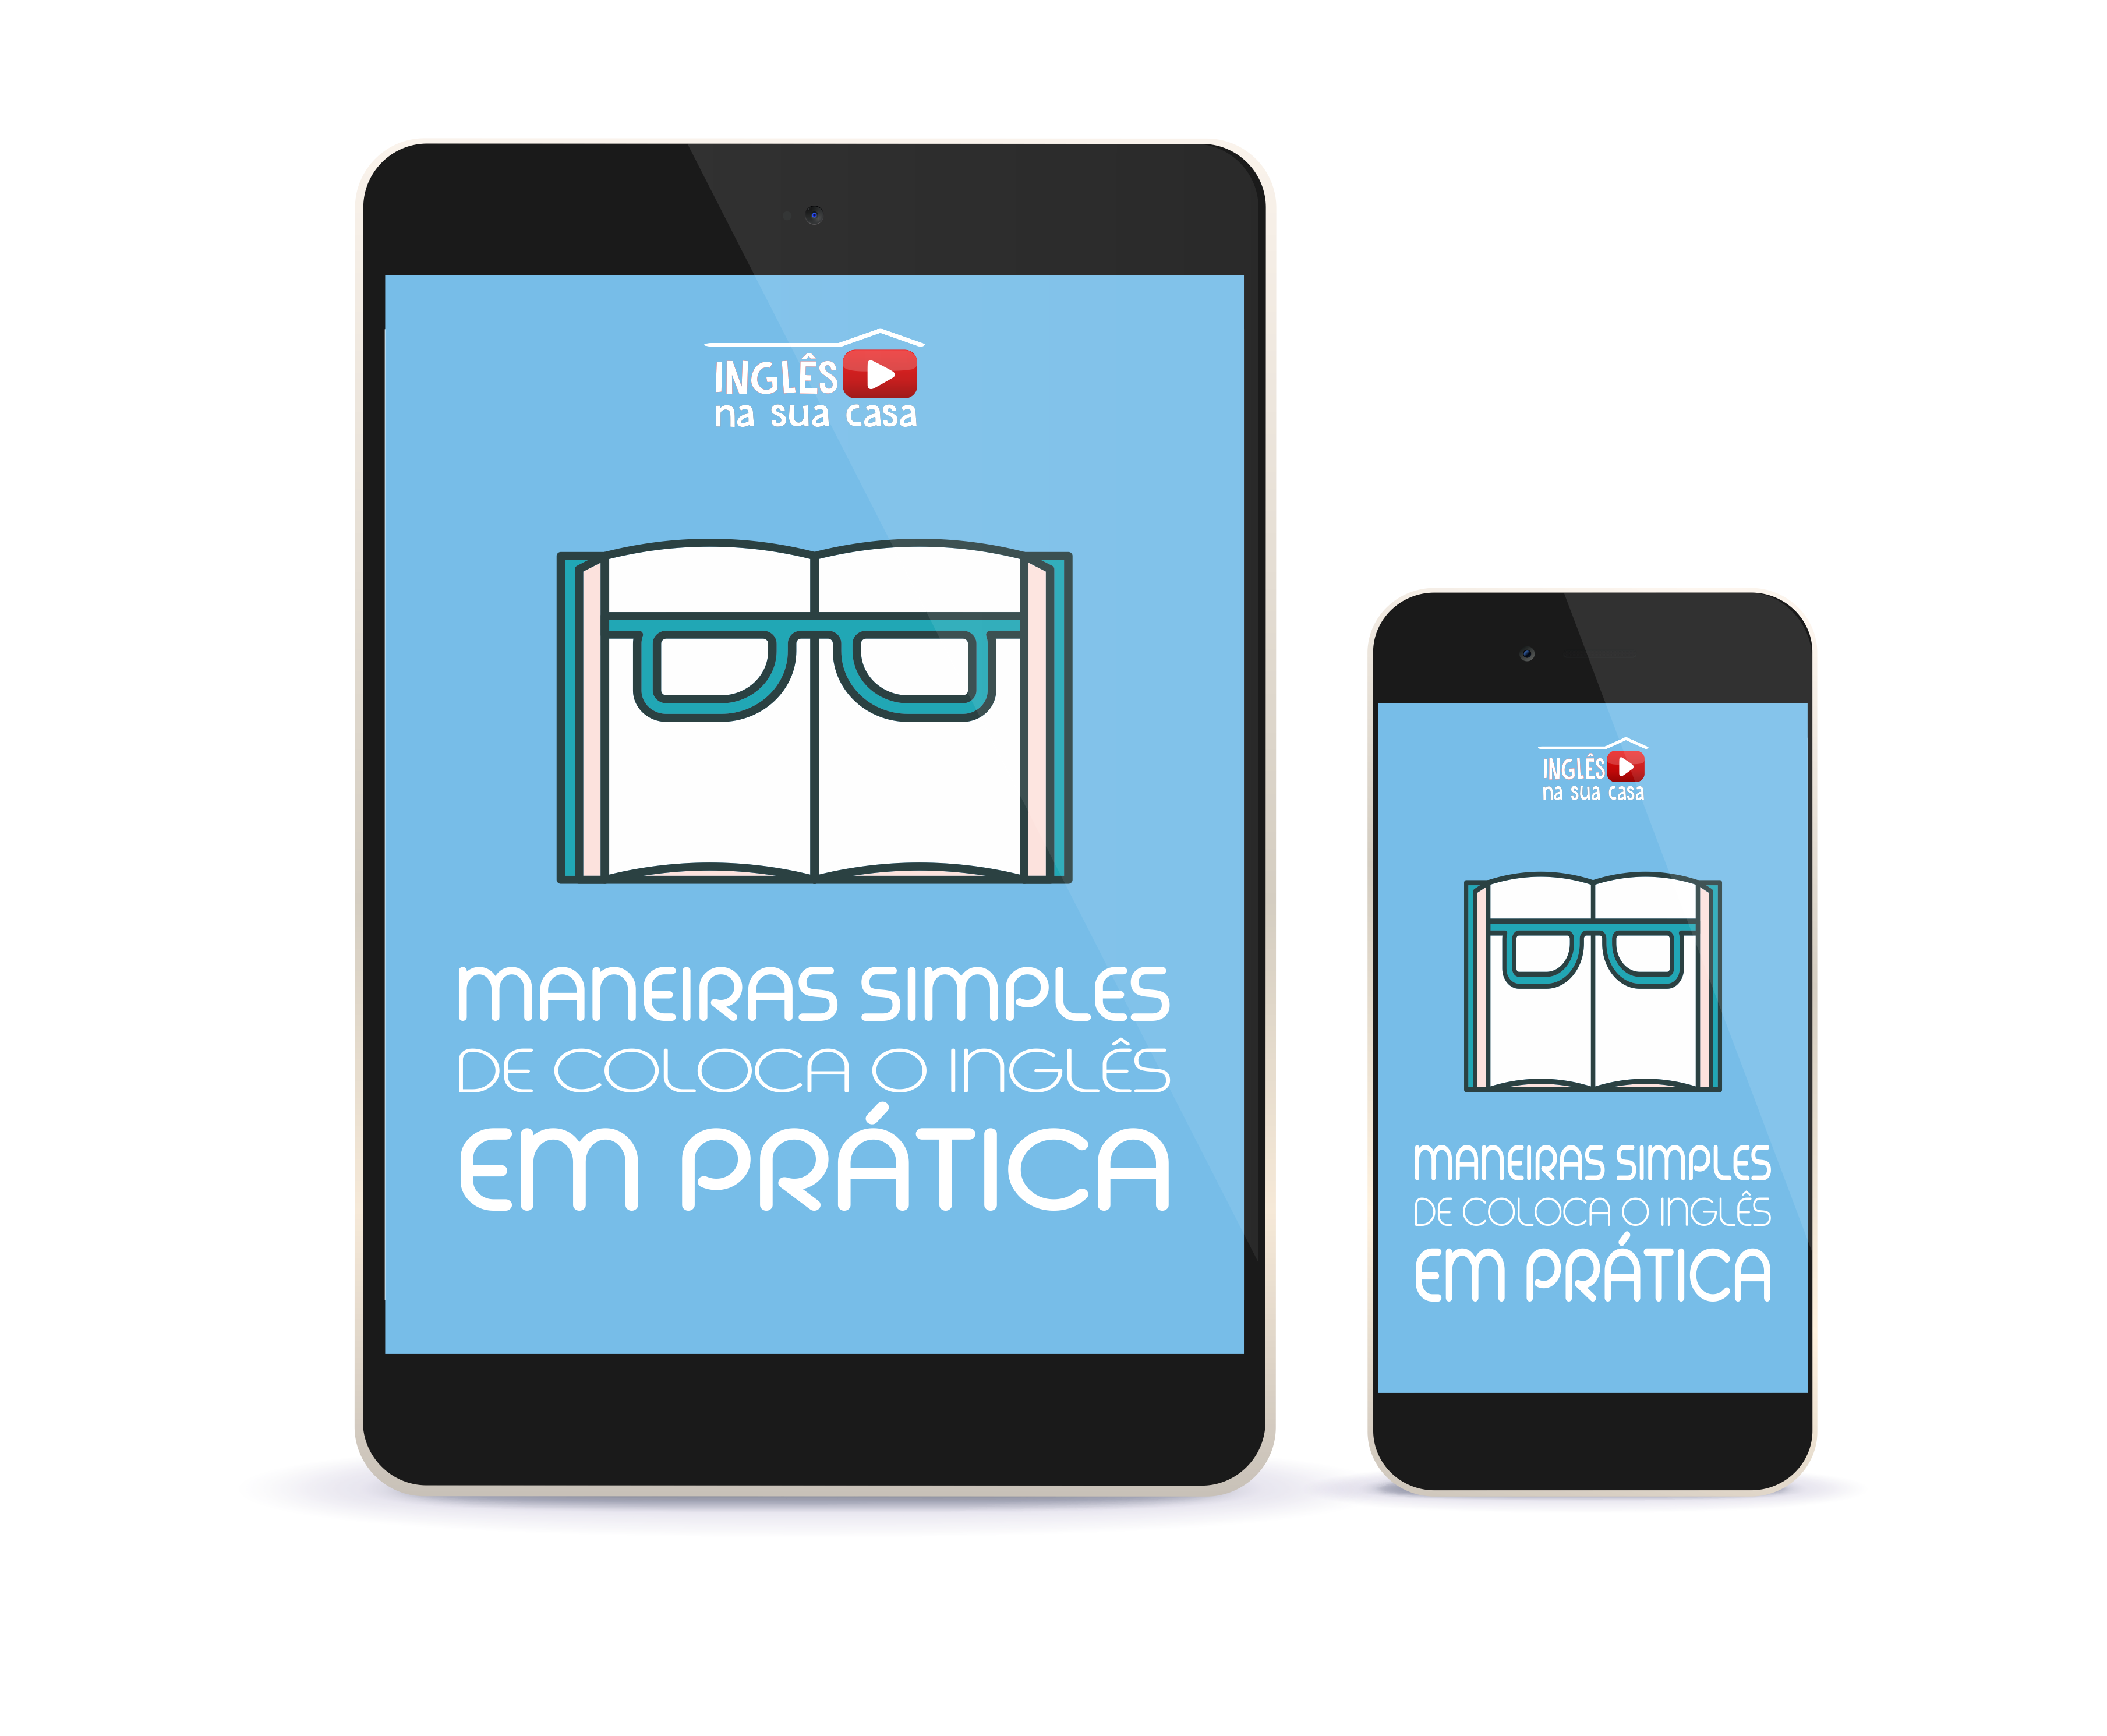 INGLÊS
na sua casa
MANEIRAS SIMPLES
DE COLOCA O INGLÊS
EM PRÁTICA
INGLÊS
na sua casa
MANEIRAS SIMPLES
DE COLOCA O INGLÊS
EM PRÁTICA